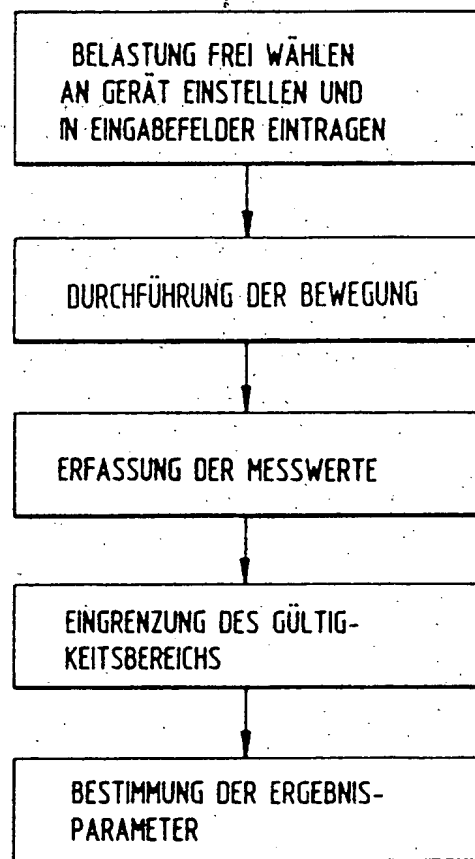 BELASTUNG FREI WÄHLEN
AN GERÄT EINSTELLEN UND
IN EINGABEFELDER EINTRAGEN
DURCHFÜHRUNG DER BEWEGUNG
ERFASSUNG DER MESSWERTE
EINGRENZUNG DES GÜLTIG-
KEITSBEREICHS
BESTIMMUNG DER ERGEBNIS-
PARAMETER